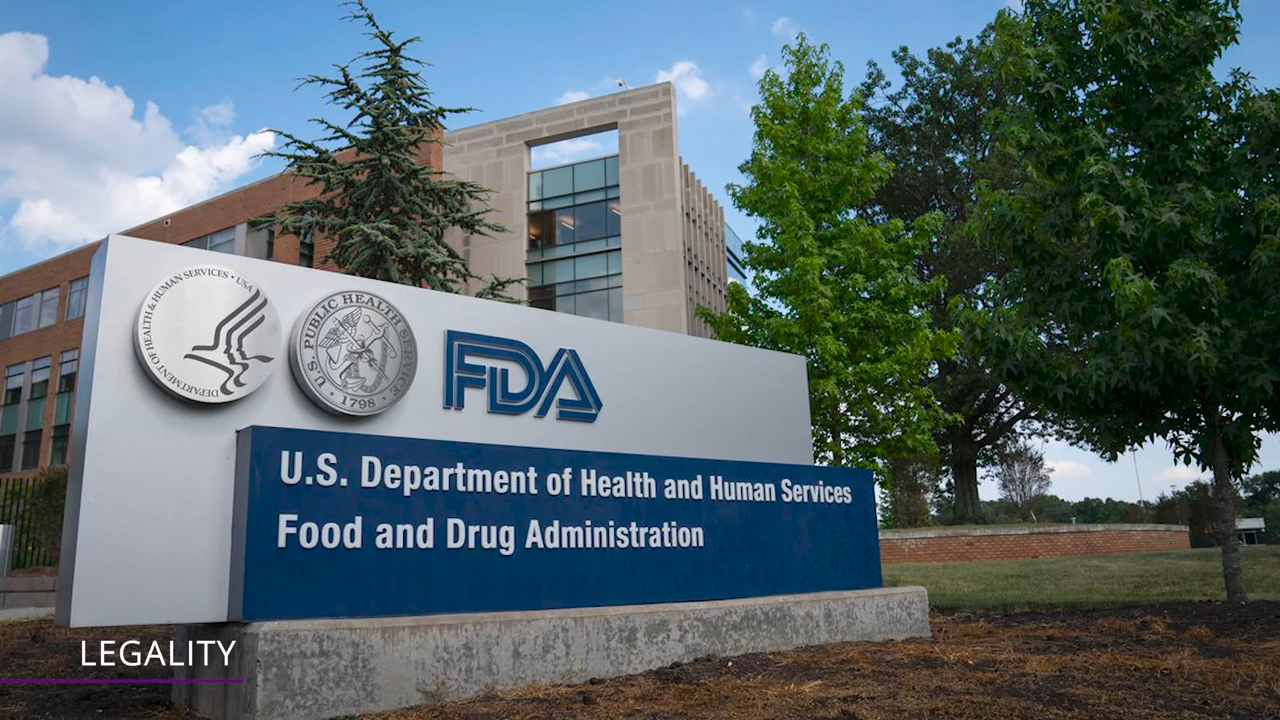 DEPARTMENT OF HEALTH & HUMAN SERVICES • USA
U.S. PUBLIC HEALTH SERVICE
1798
FDA
U.S. Department of Health and Human Services
Food and Drug Administration
LEGALITY